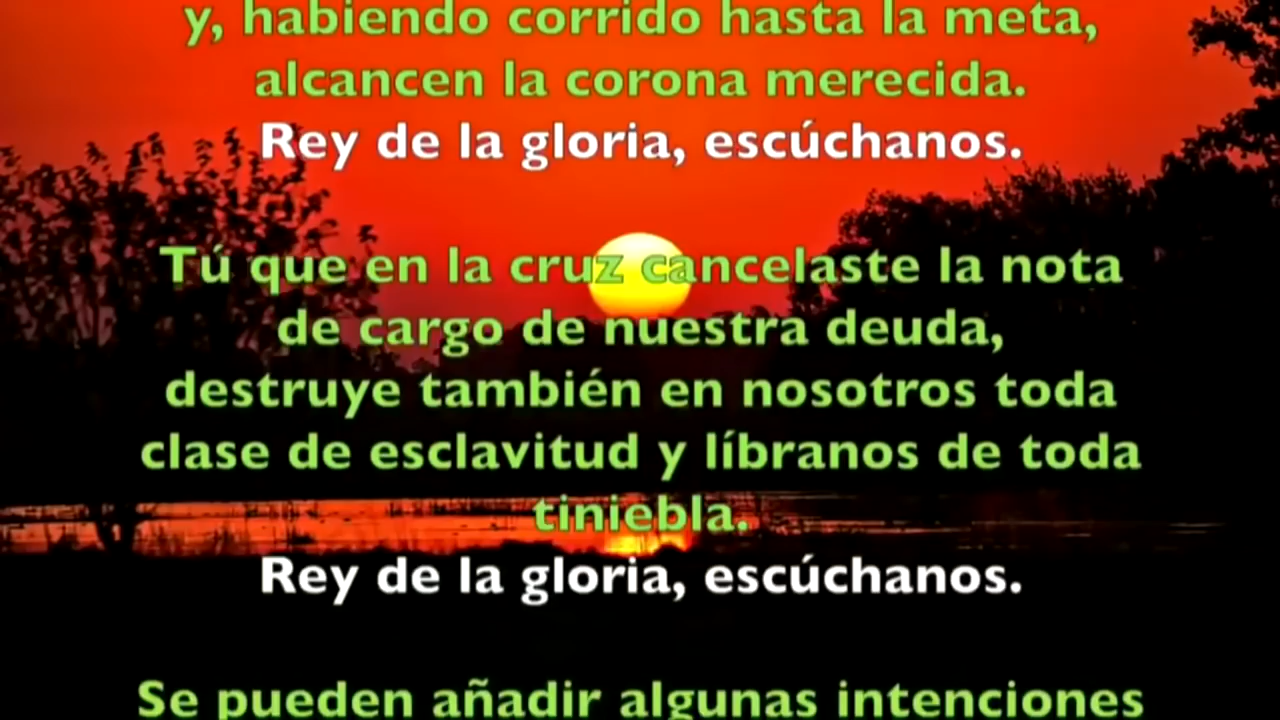 y, habiendo corrido hasta la meta,
alcancen la corona merecida.
Rey de la gloria, escúchanos.
Tú que en la cruz cancelaste la nota
de cargo de nuestra deuda,
destruye también en nosotros toda
clase de esclavitud y líbranos de toda
tiniebla.
Rey de la gloria, escúchanos.
Se pueden añadir algunas intenciones